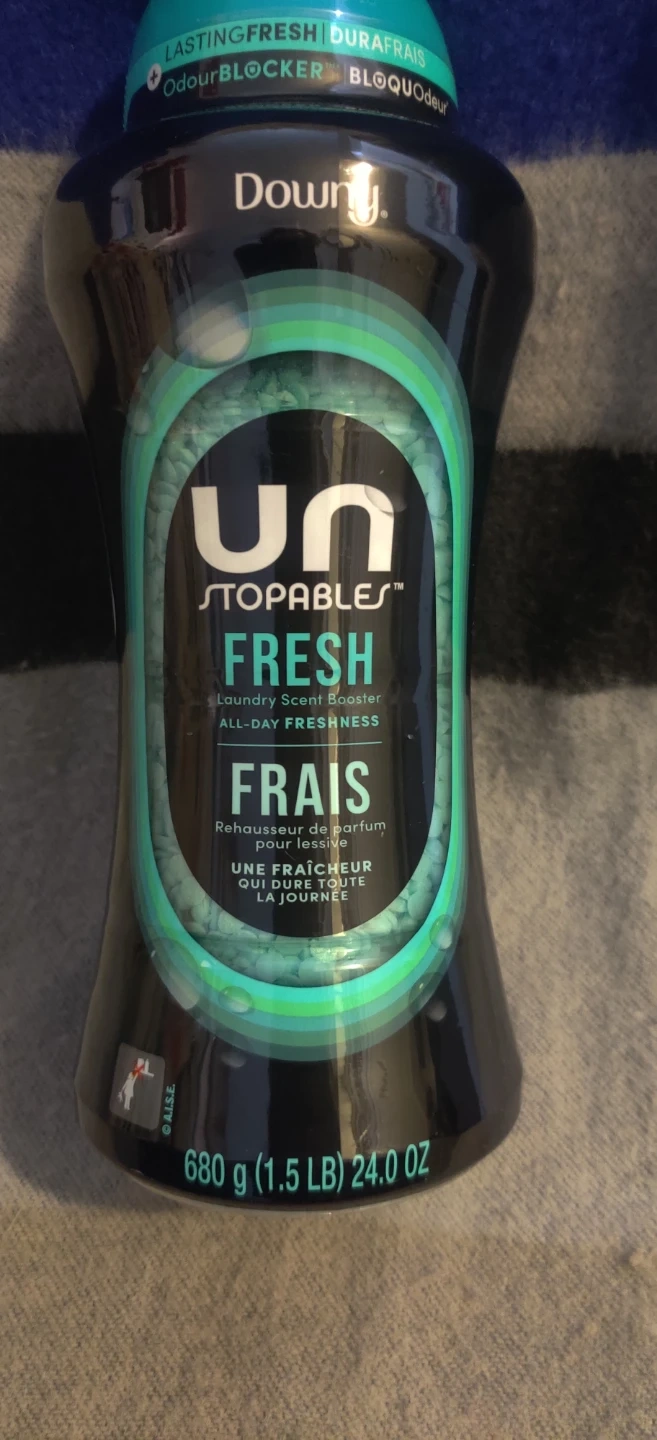 LASTINGFRESH | DURAFRAIS
+ OdourBLOCKER™ | BLOQUOdeur
Downy®
UN
STOPABLES™
FRESH
Laundry Scent Booster
ALL-DAY FRESHNESS
FRAIS
Rehausseur de parfum
pour lessive
UNE FRAÎCHEUR
QUI DURE TOUTE
LA JOURNÉE
© A.I.S.E.
680 g (1.5 LB) 24.0 OZ